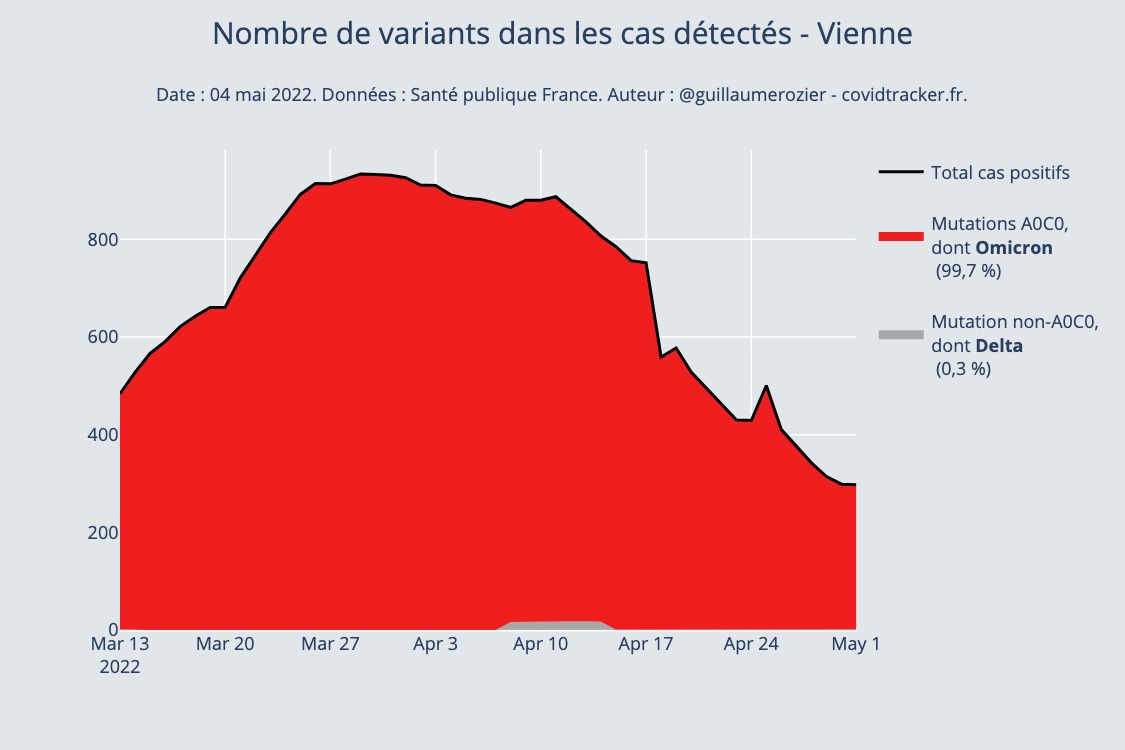 Nombre de variants dans les cas détectés - Vienne
Date : 04 mai 2022. Données : Santé publique France. Auteur : @guillaumerozier - covidtracker.fr.
Total cas positifs
Mutations A0C0,
dont Omicron
(99,7 %)
Mutation non-A0C0,
dont Delta
(0,3 %)
800
600
400
200
0
Mar 13
2022
Mar 20
Mar 27
Apr 3
Apr 10
Apr 17
Apr 24
May 1